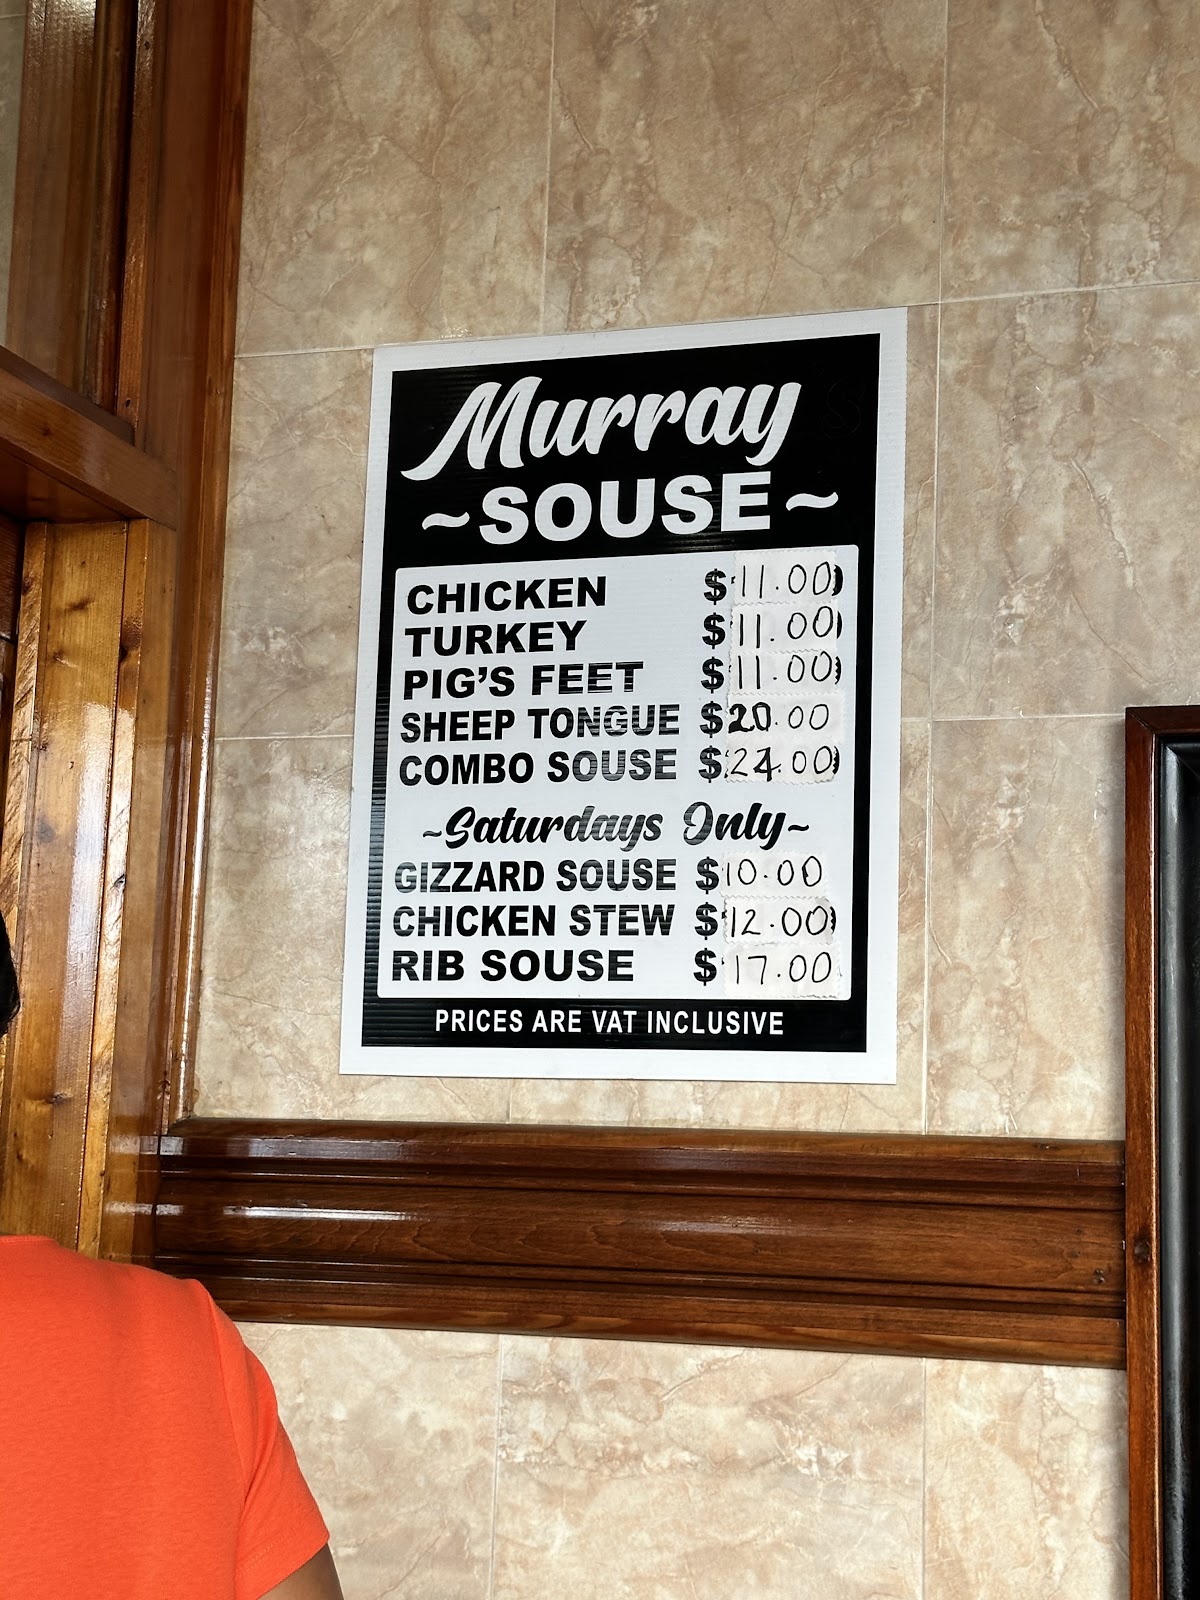 Murray
~SOUSE~
CHICKEN $11.00
TURKEY $11.00
PIG'S FEET $11.00
SHEEP TONGUE $20.00
COMBO SOUSE $24.00
~Saturdays Only~
GIZZARD SOUSE $10.00
CHICKEN STEW $12.00
RIB SOUSE $17.00
PRICES ARE VAT INCLUSIVE